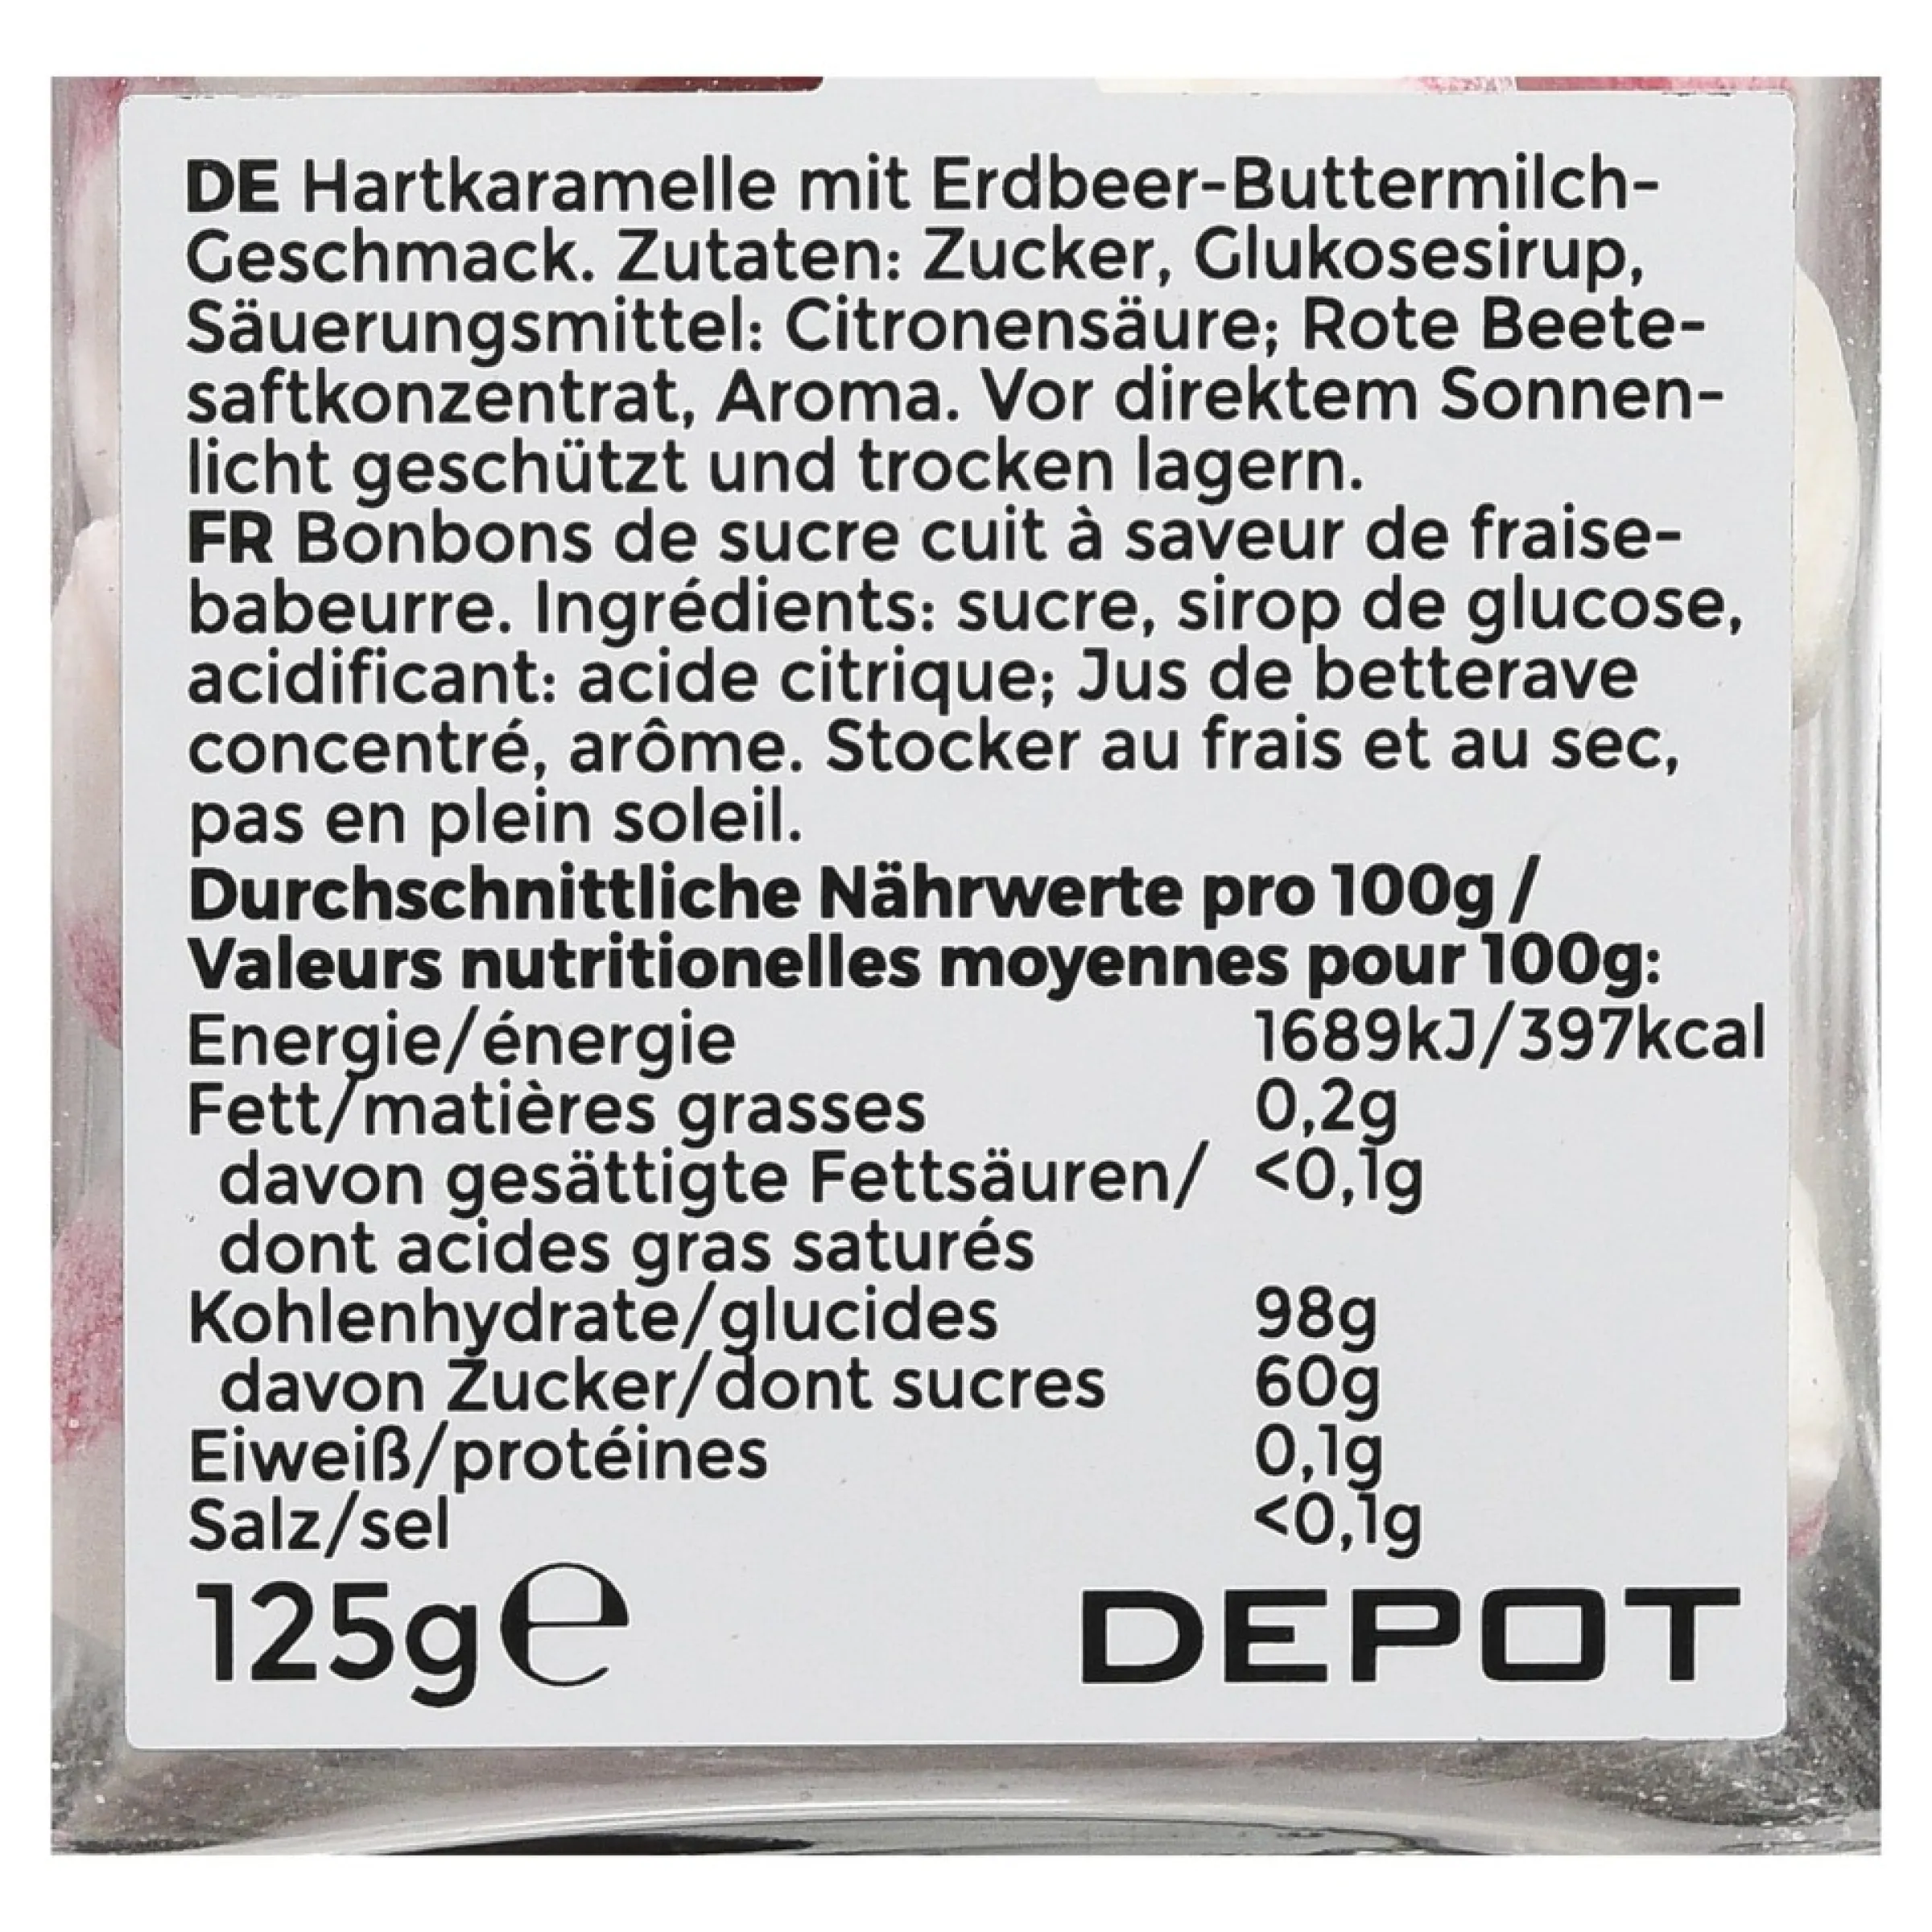 DE Hartkaramelle mit Erdbeer-Buttermilch-
Geschmack. Zutaten: Zucker, Glukosesirup,
Säuerungsmittel: Citronensäure; Rote Beete-
saftkonzentrat, Aroma. Vor direktem Sonnen-
licht geschützt und trocken lagern.
FR Bonbons de sucre cuit à saveur de fraise-
babeurre. Ingrédients: sucre, sirop de glucose,
acidificant: acide citrique; Jus de betterave
concentré, arôme. Stocker au frais et au sec,
pas en plein soleil.
Durchschnittliche Nährwerte pro 100g /
Valeurs nutritionelles moyennes pour 100g:
Energie/énergie 1689kJ/397kcal
Fett/matières grasses 0,2g
davon gesättigte Fettsäuren/ <0,1g
dont acides gras saturés
Kohlenhydrate/glucides 98g
davon Zucker/dont sucres 60g
Eiweiß/protéines 0,1g
Salz/sel <0,1g
125g℮ DEPOT